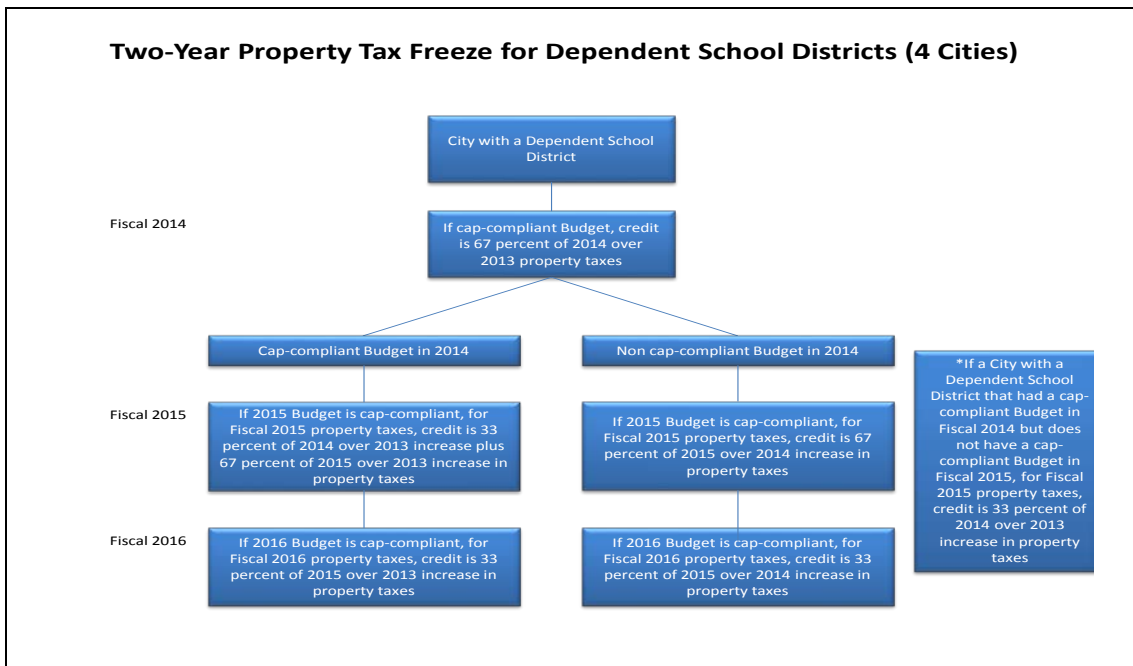 Two-Year Property Tax Freeze for Dependent School Districts (4 Cities)
City with a Dependent School
District
Fiscal 2014
If cap-compliant Budget, credit
is 67 percent of 2014 over
2013 property taxes
Cap-compliant Budget in 2014
Non cap-compliant Budget in 2014
Fiscal 2015
If 2015 Budget is cap-compliant, for
Fiscal 2015 property taxes, credit is 33
percent of 2014 over 2013 increase plus
67 percent of 2015 over 2013 increase in
property taxes
If 2015 Budget is cap-compliant, for
Fiscal 2015 property taxes, credit is 67
percent of 2015 over 2014 increase in
property taxes
*If a City with a
Dependent School
District that had a cap-
compliant Budget in
Fiscal 2014 but does
not have a cap-
compliant Budget in
Fiscal 2015, for Fiscal
2015 property taxes,
credit is 33 percent of
2014 over 2013
increase in property
taxes
Fiscal 2016
If 2016 Budget is cap-compliant, for
Fiscal 2016 property taxes, credit is 33
percent of 2015 over 2013 increase in
property taxes
If 2016 Budget is cap-compliant, for
Fiscal 2016 property taxes, credit is 33
percent of 2015 over 2014 increase in
property taxes